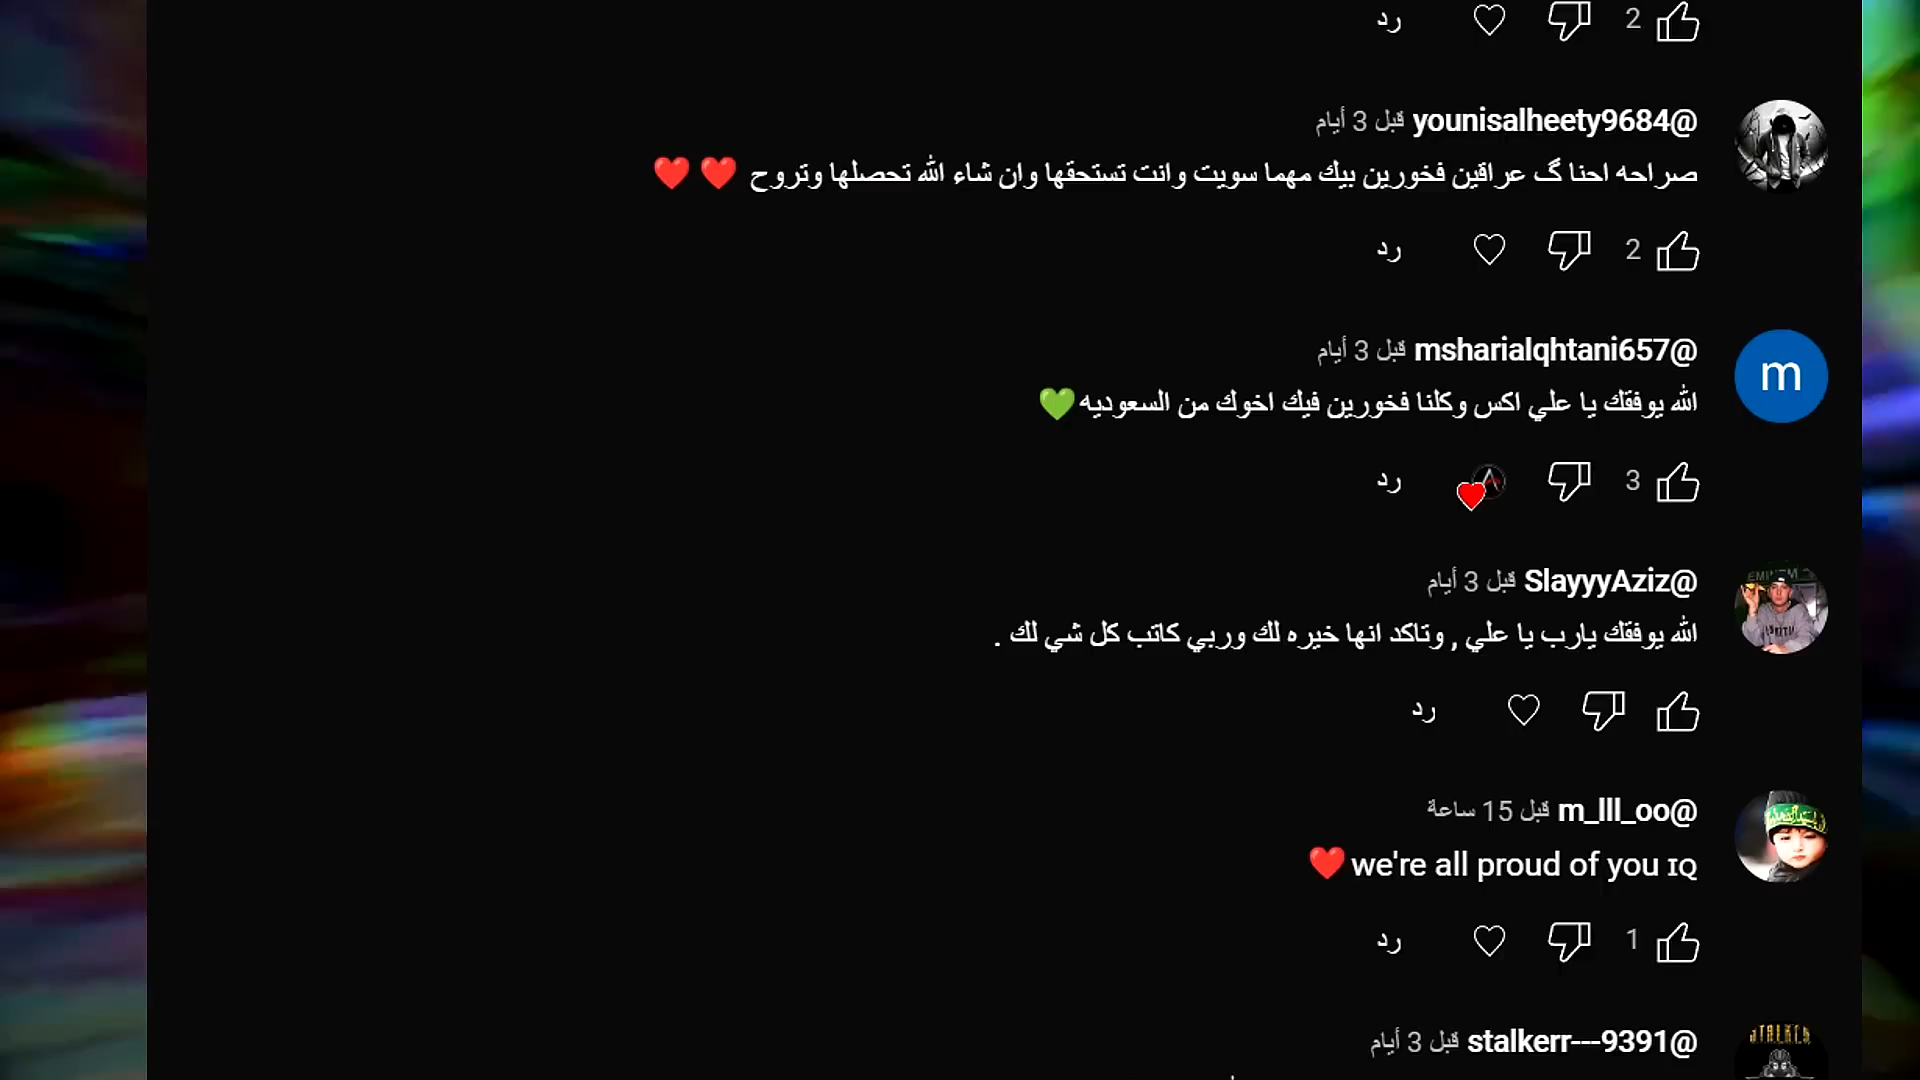 رد 2
@younisalheety9684 قبل 3 أيام
صراحه احنا گ عراقين فخورين بيك مهما سويت وانت تستحقها وان شاء الله تحصلها وتروح ❤️ ❤️
رد 2
m
@msharialqhtani657 قبل 3 أيام
الله يوفقك يا علي اكس وكلنا فخورين فيك اخوك من السعوديه💚
رد 3
@SlayyyAziz قبل 3 أيام
الله يوفقك يارب يا علي , وتاكد انها خيره لك وربي كاتب كل شي لك .
رد
@m_lll_oo قبل 15 ساعة
we're all proud of you ɪǫ❤️
رد 1
@stalkerr---9391 قبل 3 أيام